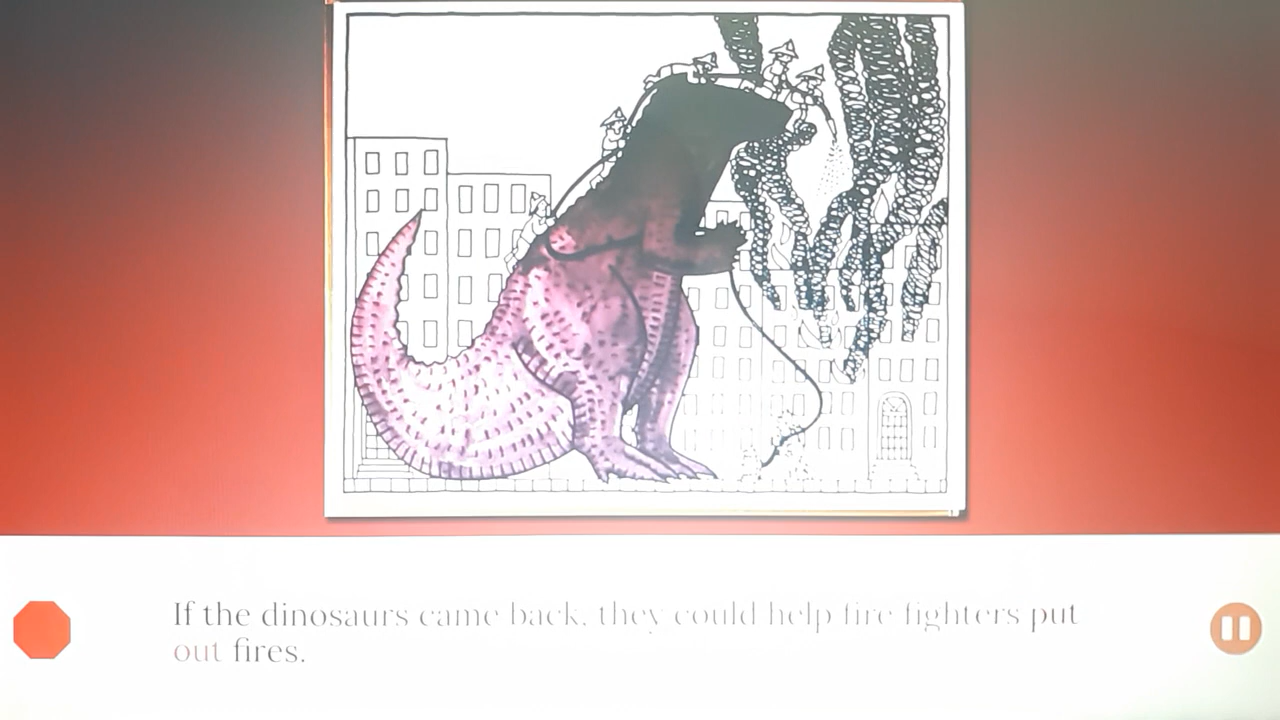 If the dinosaurs came back, they could help fire fighters put
out fires.